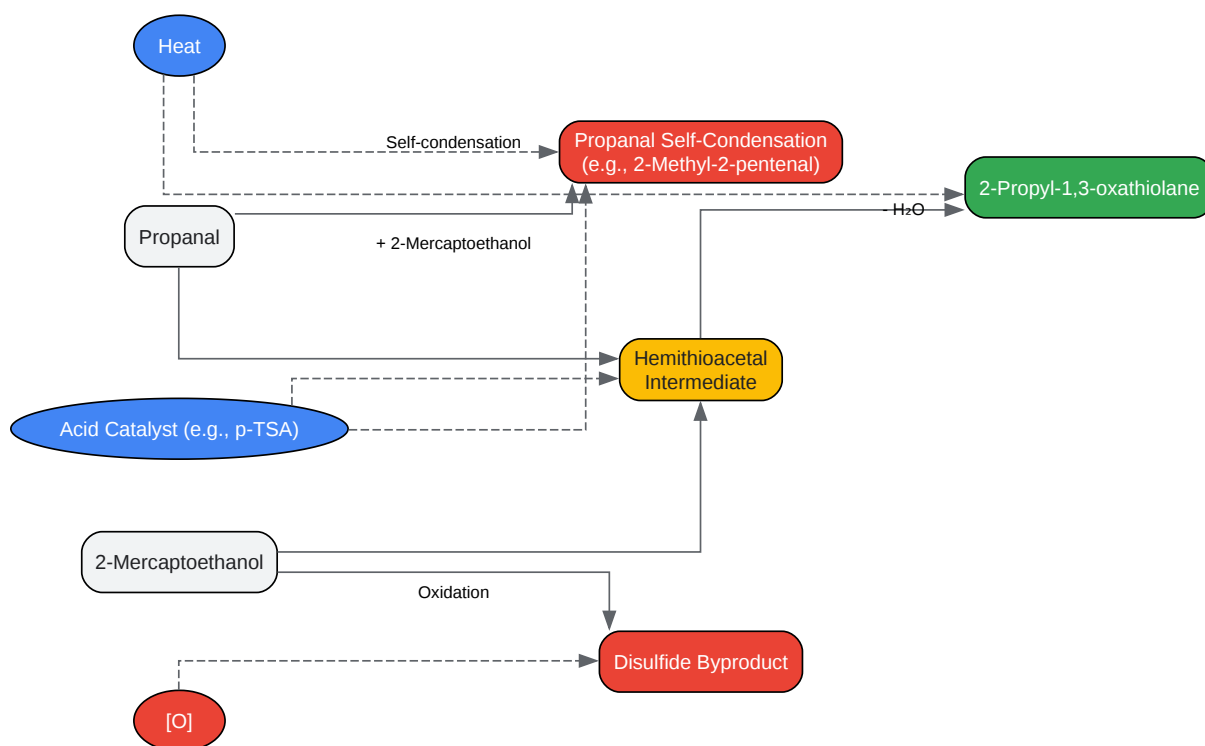 Heat
Self-condensation
Propanal Self-Condensation
(e.g., 2-Methyl-2-pentenal)
2-Propyl-1,3-oxathiolane
- H₂O
Propanal
+ 2-Mercaptoethanol
Hemithioacetal
Intermediate
Acid Catalyst (e.g., p-TSA)
2-Mercaptoethanol
Oxidation
Disulfide Byproduct
[O]